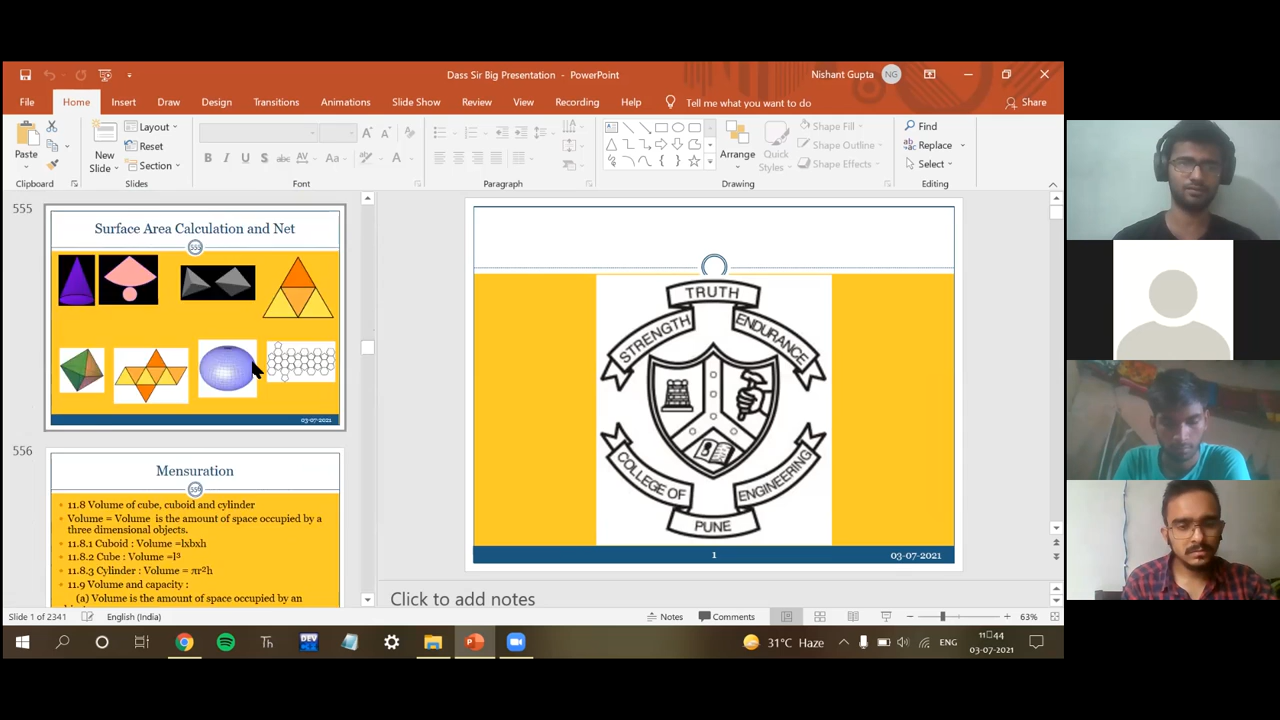 Dass Sir Big Presentation - PowerPoint
Nishant Gupta NG
File Home Insert Draw Design Transitions Animations Slide Show Review View Recording Help Tell me what you want to do Share
Paste
New Slide
Layout
Reset
Section
B I U S abc AV Aa A
Arrange
Quick Styles
Shape Fill
Shape Outline
Shape Effects
Find
Replace
Select
Clipboard Slides Font Paragraph Drawing Editing
555
Surface Area Calculation and Net
555
03-07-2021
556
Mensuration
556
11.8 Volume of cube, cuboid and cylinder
Volume = Volume is the amount of space occupied by a
three dimensional objects.
11.8.1 Cuboid : Volume =lxbxh
11.8.2 Cube : Volume =l³
11.8.3 Cylinder : Volume = πr²h
11.9 Volume and capacity :
(a) Volume is the amount of space occupied by an
TRUTH
STRENGTH
ENDURANCE
COLLEGE OF
ENGINEERING
PUNE
1 03-07-2021
Click to add notes
Slide 1 of 2341 English (India) Notes Comments 63%
Th DEV 31°C Haze ENG
11:44
03-07-2021